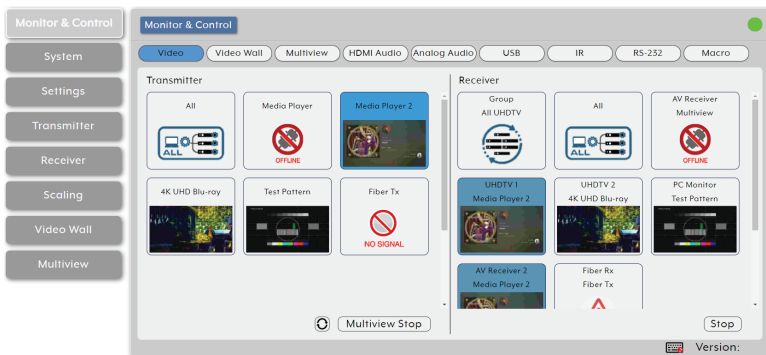 Monitor & Control
System
Settings
Transmitter
Receiver
Scaling
Video Wall
Multiview
Monitor & Control
Video
Video Wall
Multiview
HDMI Audio
Analog Audio
USB
IR
RS-232
Macro
Transmitter
All
ALL
Media Player
OFFLINE
Media Player 2
4K UHD Blu-ray
Test Pattern
Fiber Tx
NO SIGNAL
Multiview Stop
Receiver
Group
All UHDTV
All
ALL
AV Receiver
Multiview
OFFLINE
UHDTV 1
Media Player 2
UHDTV 2
4K UHD Blu-ray
PC Monitor
Test Pattern
AV Receiver 2
Media Player 2
Fiber Rx
Fiber Tx
Stop
Version: